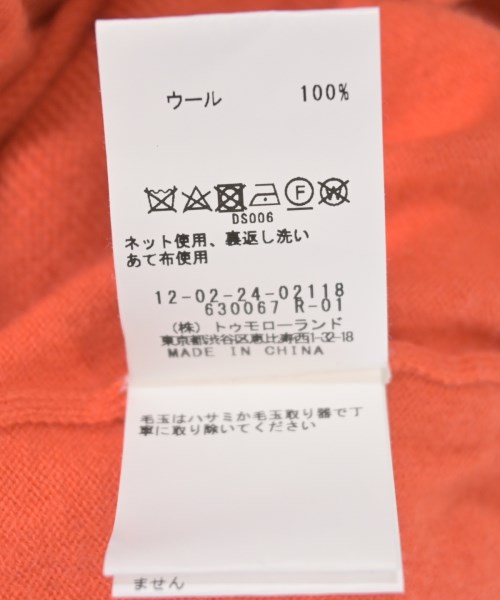 ウール 100%
F W
DS006
ネット使用、裏返し洗い
あて布使用
12-02-24-02118
630067 R-01
(株) トゥモローランド
東京都渋谷区恵比寿西1-32-18
MADE IN CHINA
毛玉はハサミか毛玉取り器で丁
寧に取り除いてください
ません